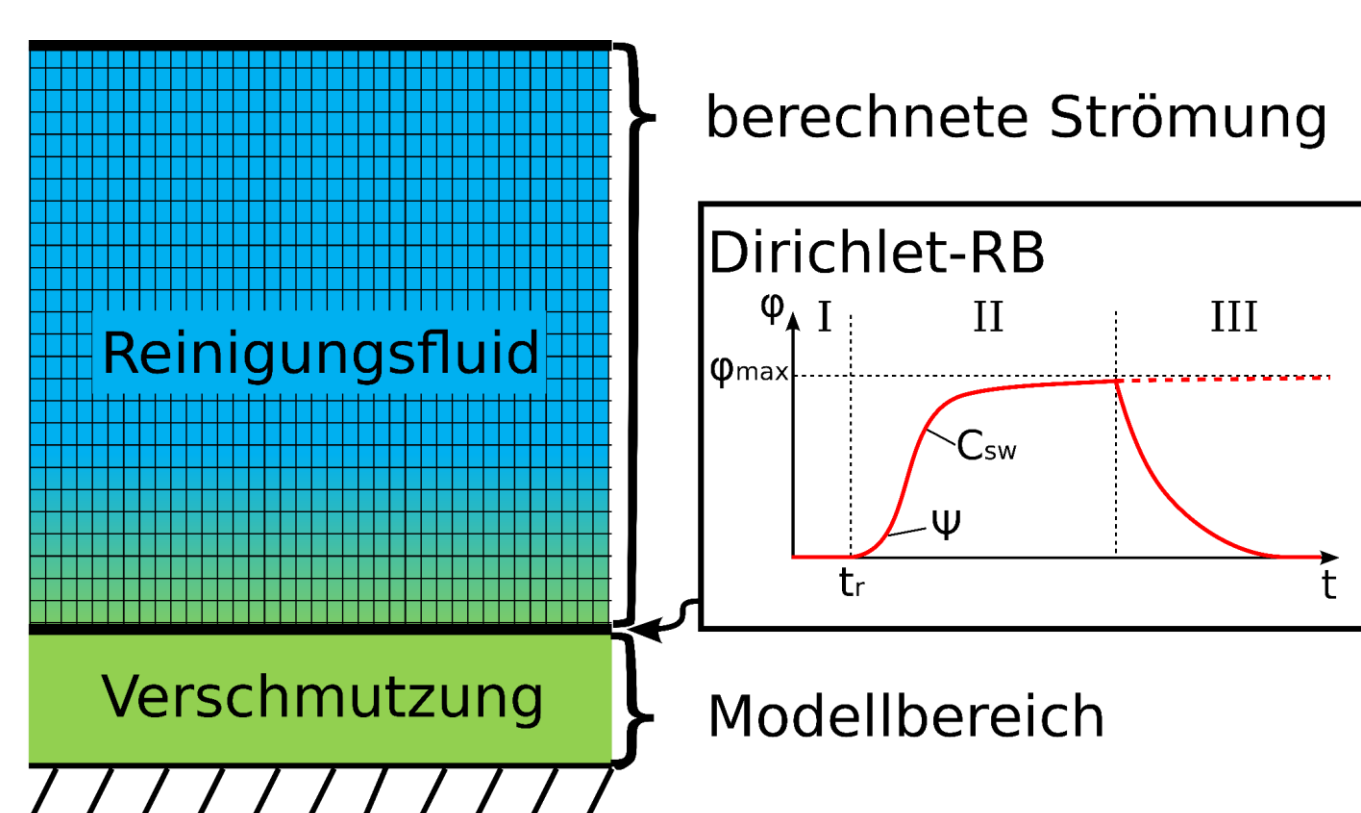 berechnete Strömung
Reinigungsfluid
Dirichlet-RB
φ I II III
φmax
Csw
Ψ
tr t
Verschmutzung
Modellbereich